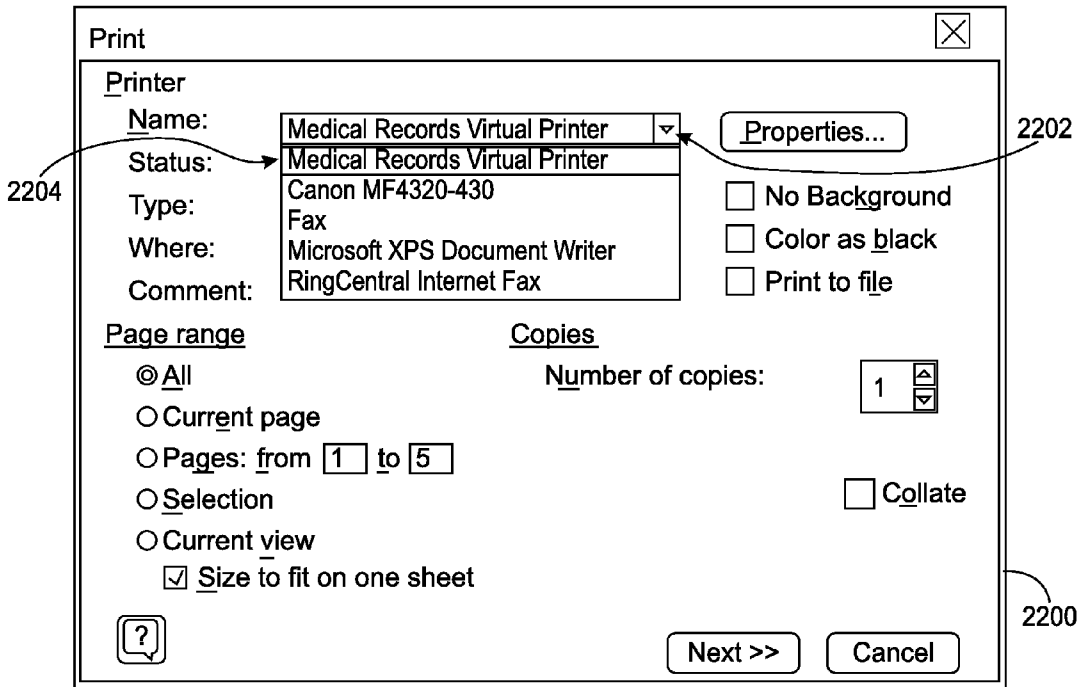 Print
Printer
Name:
Medical Records Virtual Printer
Properties...
2202
2204
Status:
Medical Records Virtual Printer
Canon MF4320-430
No Background
Type:
Fax
Color as black
Where:
Microsoft XPS Document Writer
Comment:
RingCentral Internet Fax
Print to file
Page range
Copies
All
Number of copies:
1
Current page
Pages: from 1 to 5
Selection
Collate
Current view
Size to fit on one sheet
2200
?
Next >>
Cancel